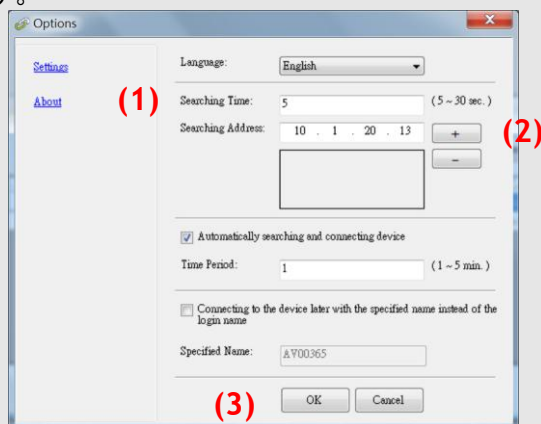 Options
Settings
About
(1)
(2)
(3)
Language: English
Searching Time: 5 (5 ~ 30 sec.)
Searching Address: 10 . 1 . 20 . 13 +
-
Automatically searching and connecting device
Time Period: 1 (1 ~ 5 min.)
Connecting to the device later with the specified name instead of the
login name
Specified Name: AV00365
OK Cancel